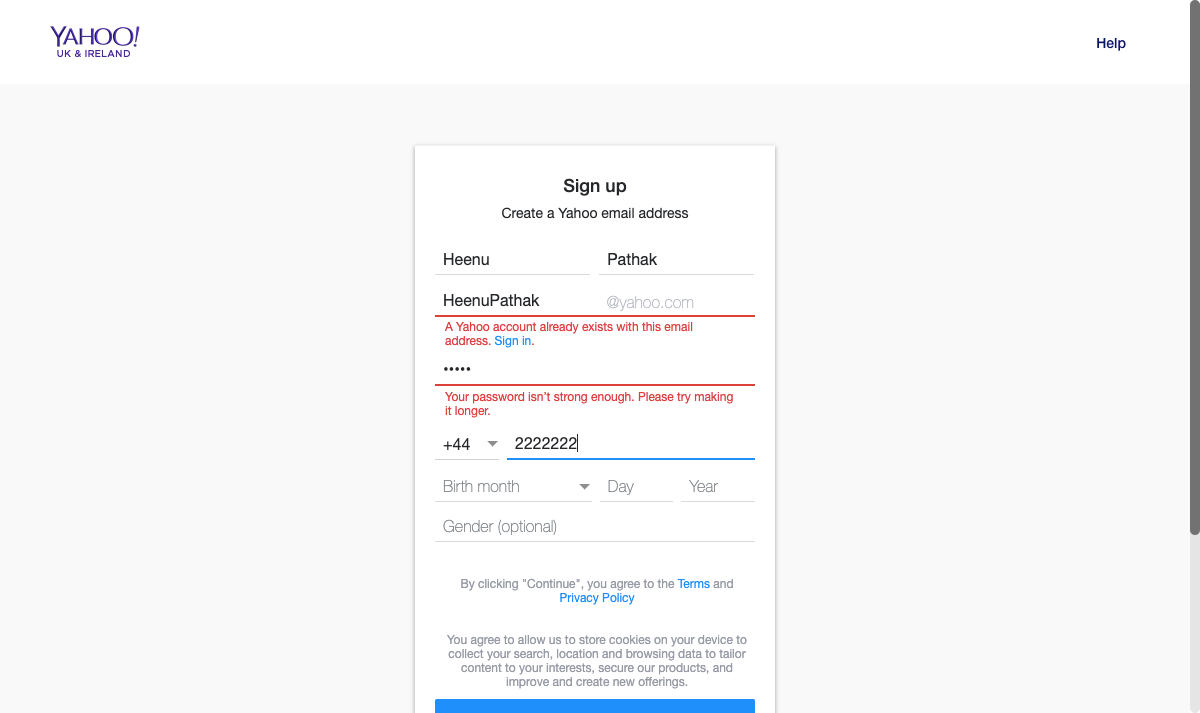 YAHOO!
UK & IRELAND
Help
Sign up
Create a Yahoo email address
Heenu Pathak
HeenuPathak @yahoo.com
A Yahoo account already exists with this email
address. Sign in.
•••••
Your password isn't strong enough. Please try making
it longer.
+44 2222222
Birth month Day Year
Gender (optional)
By clicking "Continue", you agree to the Terms and
Privacy Policy
You agree to allow us to store cookies on your device to
collect your search, location and browsing data to tailor
content to your interests, secure our products, and
improve and create new offerings.